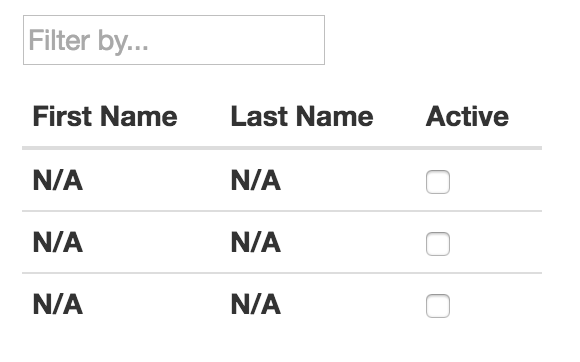 Filter by...
First Name Last Name Active
N/A N/A
N/A N/A
N/A N/A